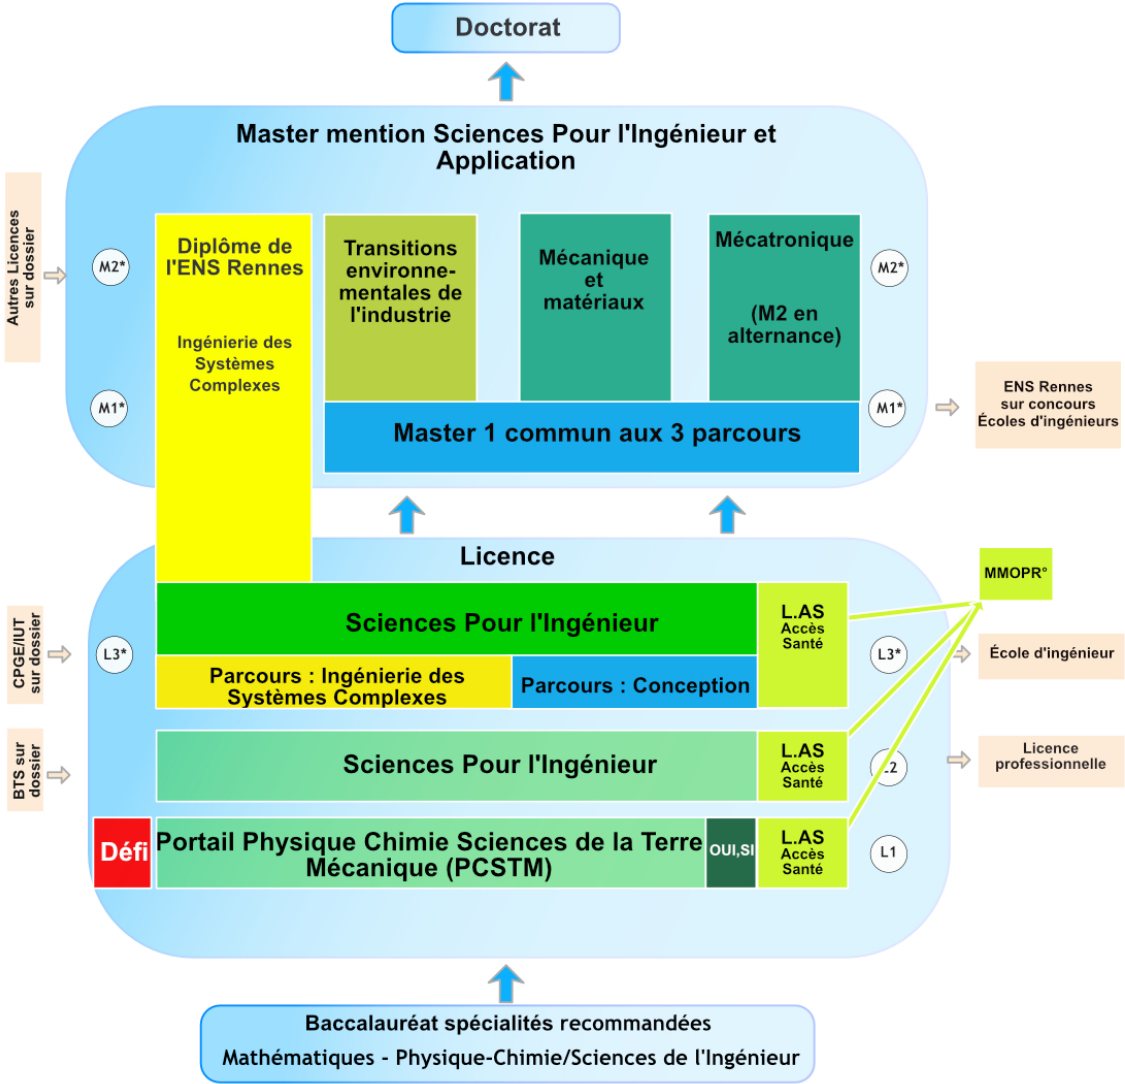 Doctorat
Master mention Sciences Pour l'Ingénieur et
Application
Autres Licences
sur dossier
M2*
M1*
Diplôme de
l'ENS Rennes
Ingénierie des
Systèmes
Complexes
Transitions
environne-
mentales de
l'industrie
Mécanique
et
matériaux
Mécatronique
(M2 en
alternance)
M2*
M1*
Master 1 commun aux 3 parcours
ENS Rennes
sur concours
Écoles d'ingénieurs
Licence
MMOPR°
CPGE/IUT
sur dossier
L3*
Sciences Pour l'Ingénieur
Parcours : Ingénierie des
Systèmes Complexes
Parcours : Conception
L.AS
Accès
Santé
L3*
École d'ingénieur
BTS sur
dossier
Sciences Pour l'Ingénieur
L.AS
Accès
Santé
L2
Licence
professionnelle
Défi
Portail Physique Chimie Sciences de la Terre
Mécanique (PCSTM)
OUI,SI
L.AS
Accès
Santé
L1
Baccalauréat spécialités recommandées
Mathématiques - Physique-Chimie/Sciences de l'Ingénieur